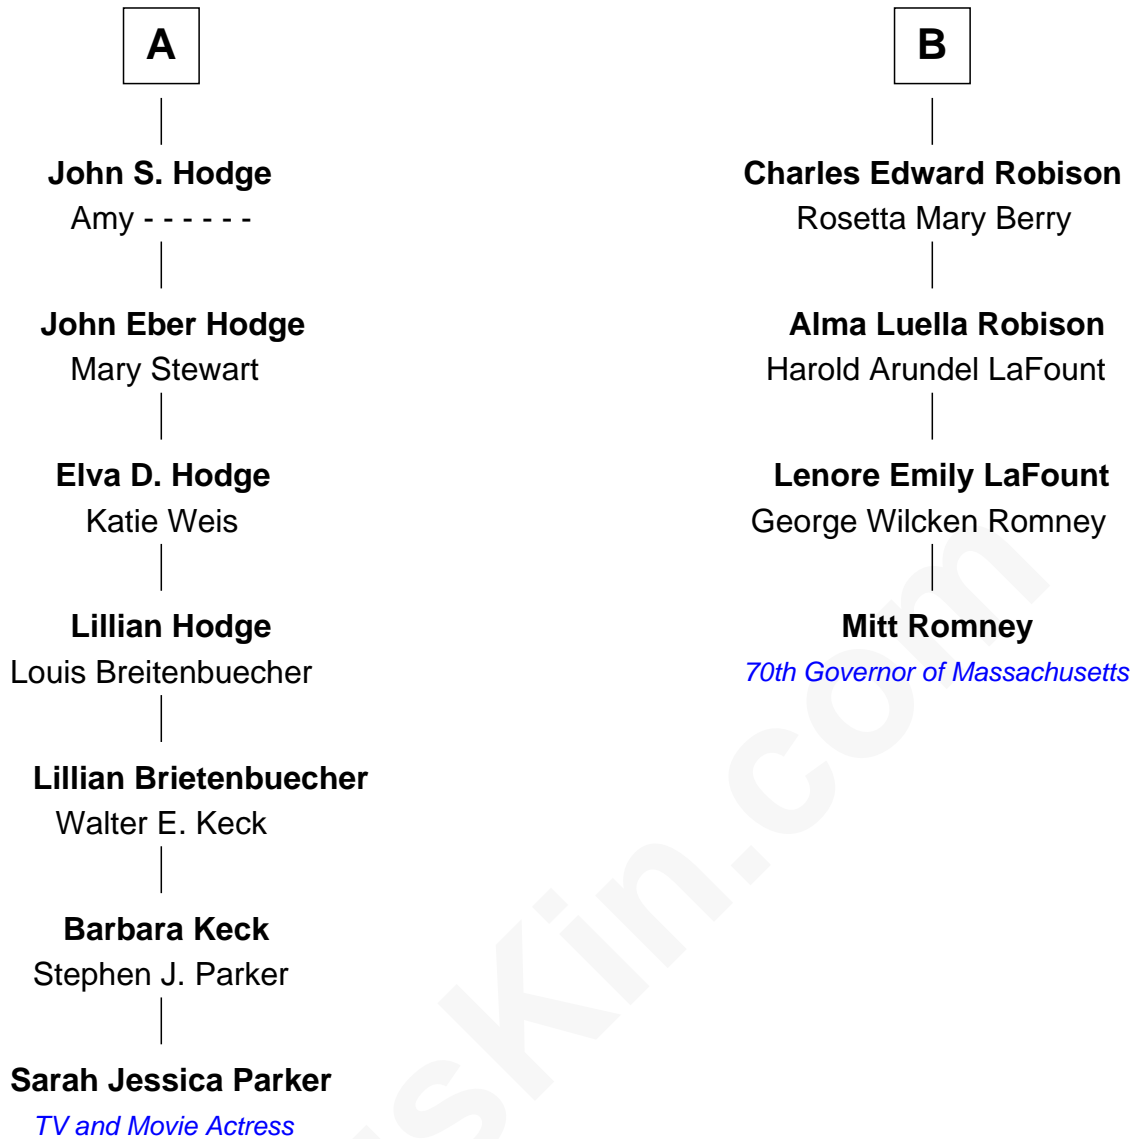 A
John S. Hodge
Amy - - - - - -
John Eber Hodge
Mary Stewart
Elva D. Hodge
Katie Weis
Lillian Hodge
Louis Breitenbuecher
Lillian Brietenbuecher
Walter E. Keck
Barbara Keck
Stephen J. Parker
Sarah Jessica Parker
TV and Movie Actress
B
Charles Edward Robison
Rosetta Mary Berry
Alma Luella Robison
Harold Arundel LaFount
Lenore Emily LaFount
George Wilcken Romney
Mitt Romney
70th Governor of Massachusetts
usKin.com